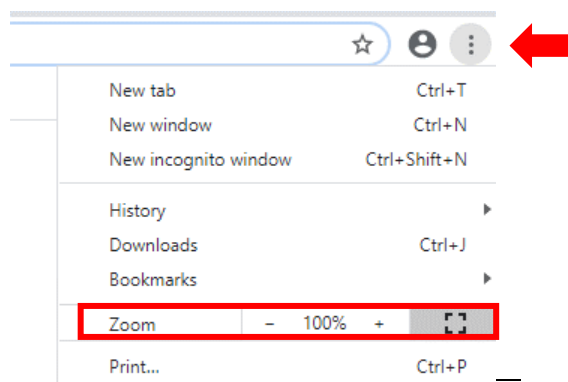 New tab Ctrl+T
New window Ctrl+N
New incognito window Ctrl+Shift+N
History
Downloads Ctrl+J
Bookmarks
Zoom - 100% +
Print... Ctrl+P